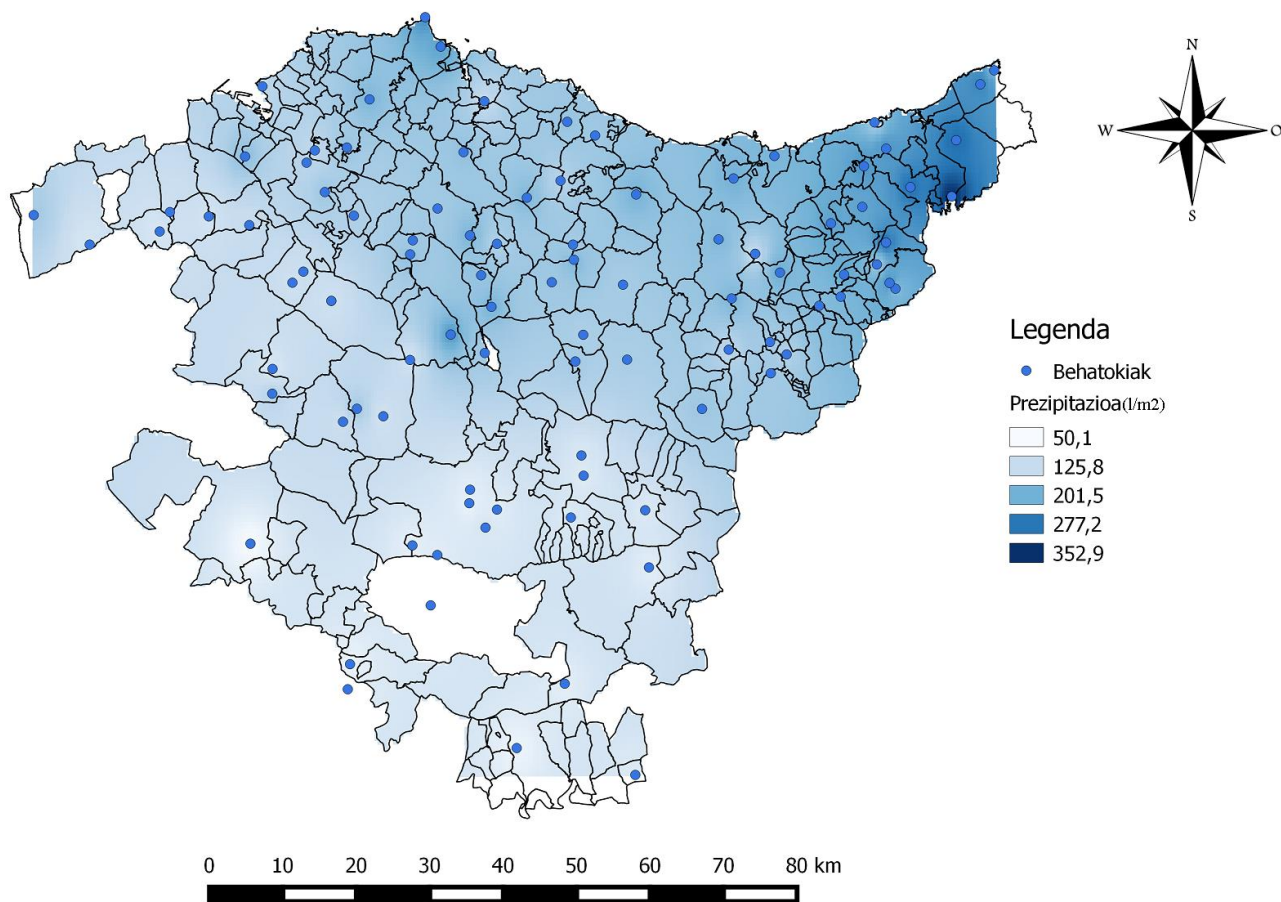 N
W
O
S
Legenda
Behatokiak
Prezipitazioa(l/m2)
50,1
125,8
201,5
277,2
352,9
0 10 20 30 40 50 60 70 80 km